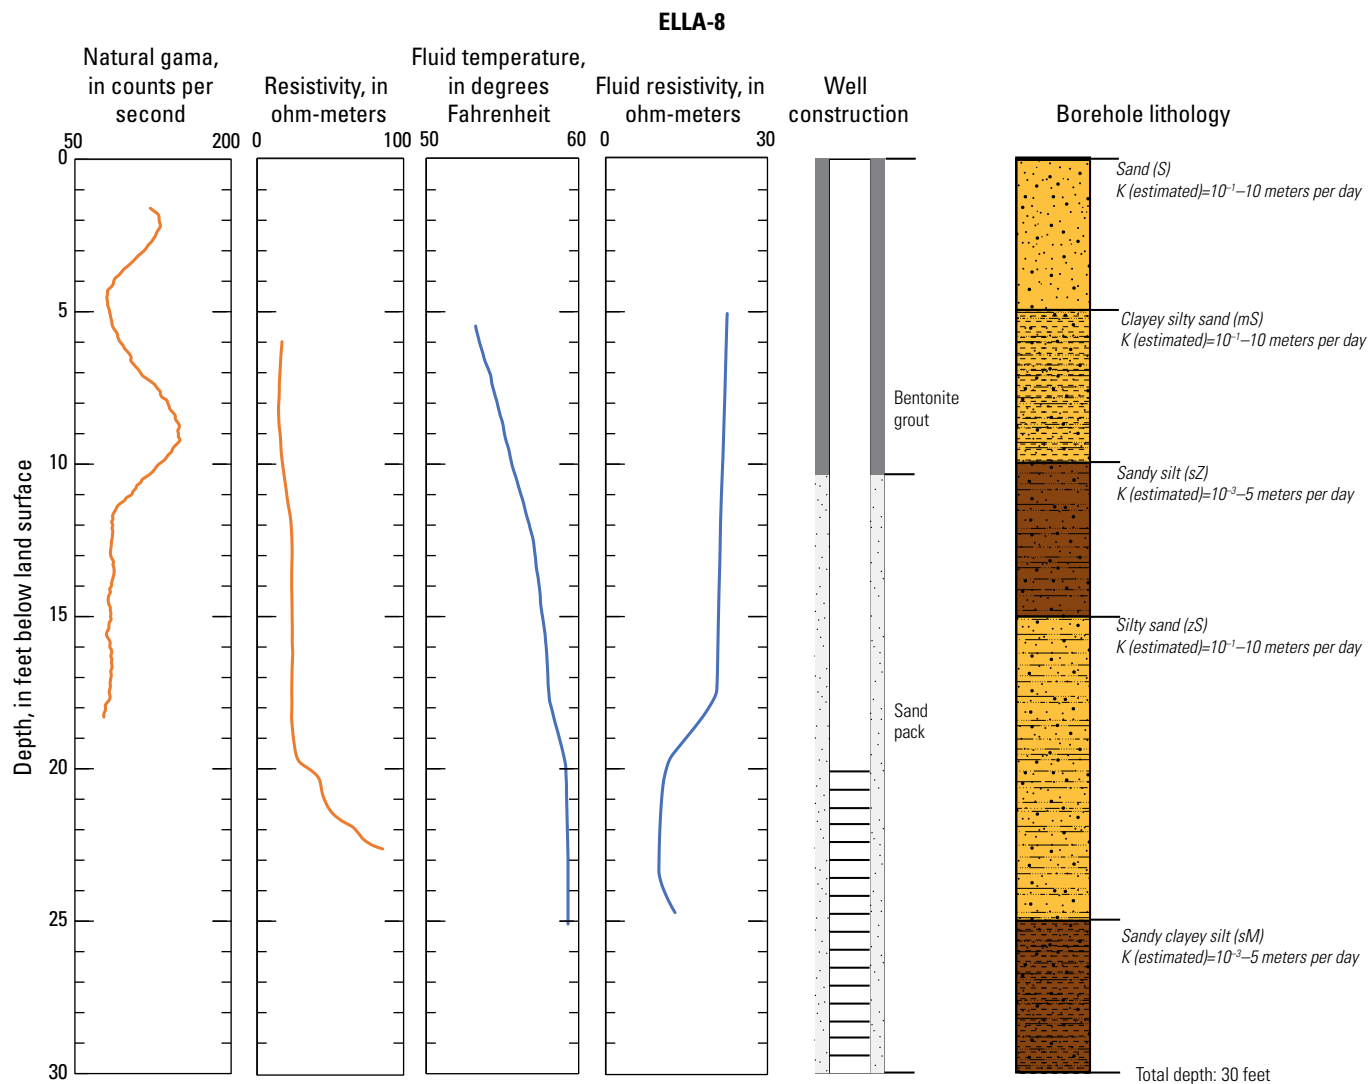 ELLA-8
Natural gama,
in counts per
second
50 200
Resistivity, in
ohm-meters
0 100
Fluid temperature,
in degrees
Fahrenheit
50 60
Fluid resistivity, in
ohm-meters
0 30
Well
construction
Borehole lithology
Depth, in feet below land surface
0
5
10
15
20
25
30
Bentonite
grout
Sand
pack
Sand (S)
K (estimated)=10⁻¹–10 meters per day
Clayey silty sand (mS)
K (estimated)=10⁻¹–10 meters per day
Sandy silt (sZ)
K (estimated)=10⁻³–5 meters per day
Silty sand (zS)
K (estimated)=10⁻¹–10 meters per day
Sandy clayey silt (sM)
K (estimated)=10⁻³–5 meters per day
Total depth: 30 feet